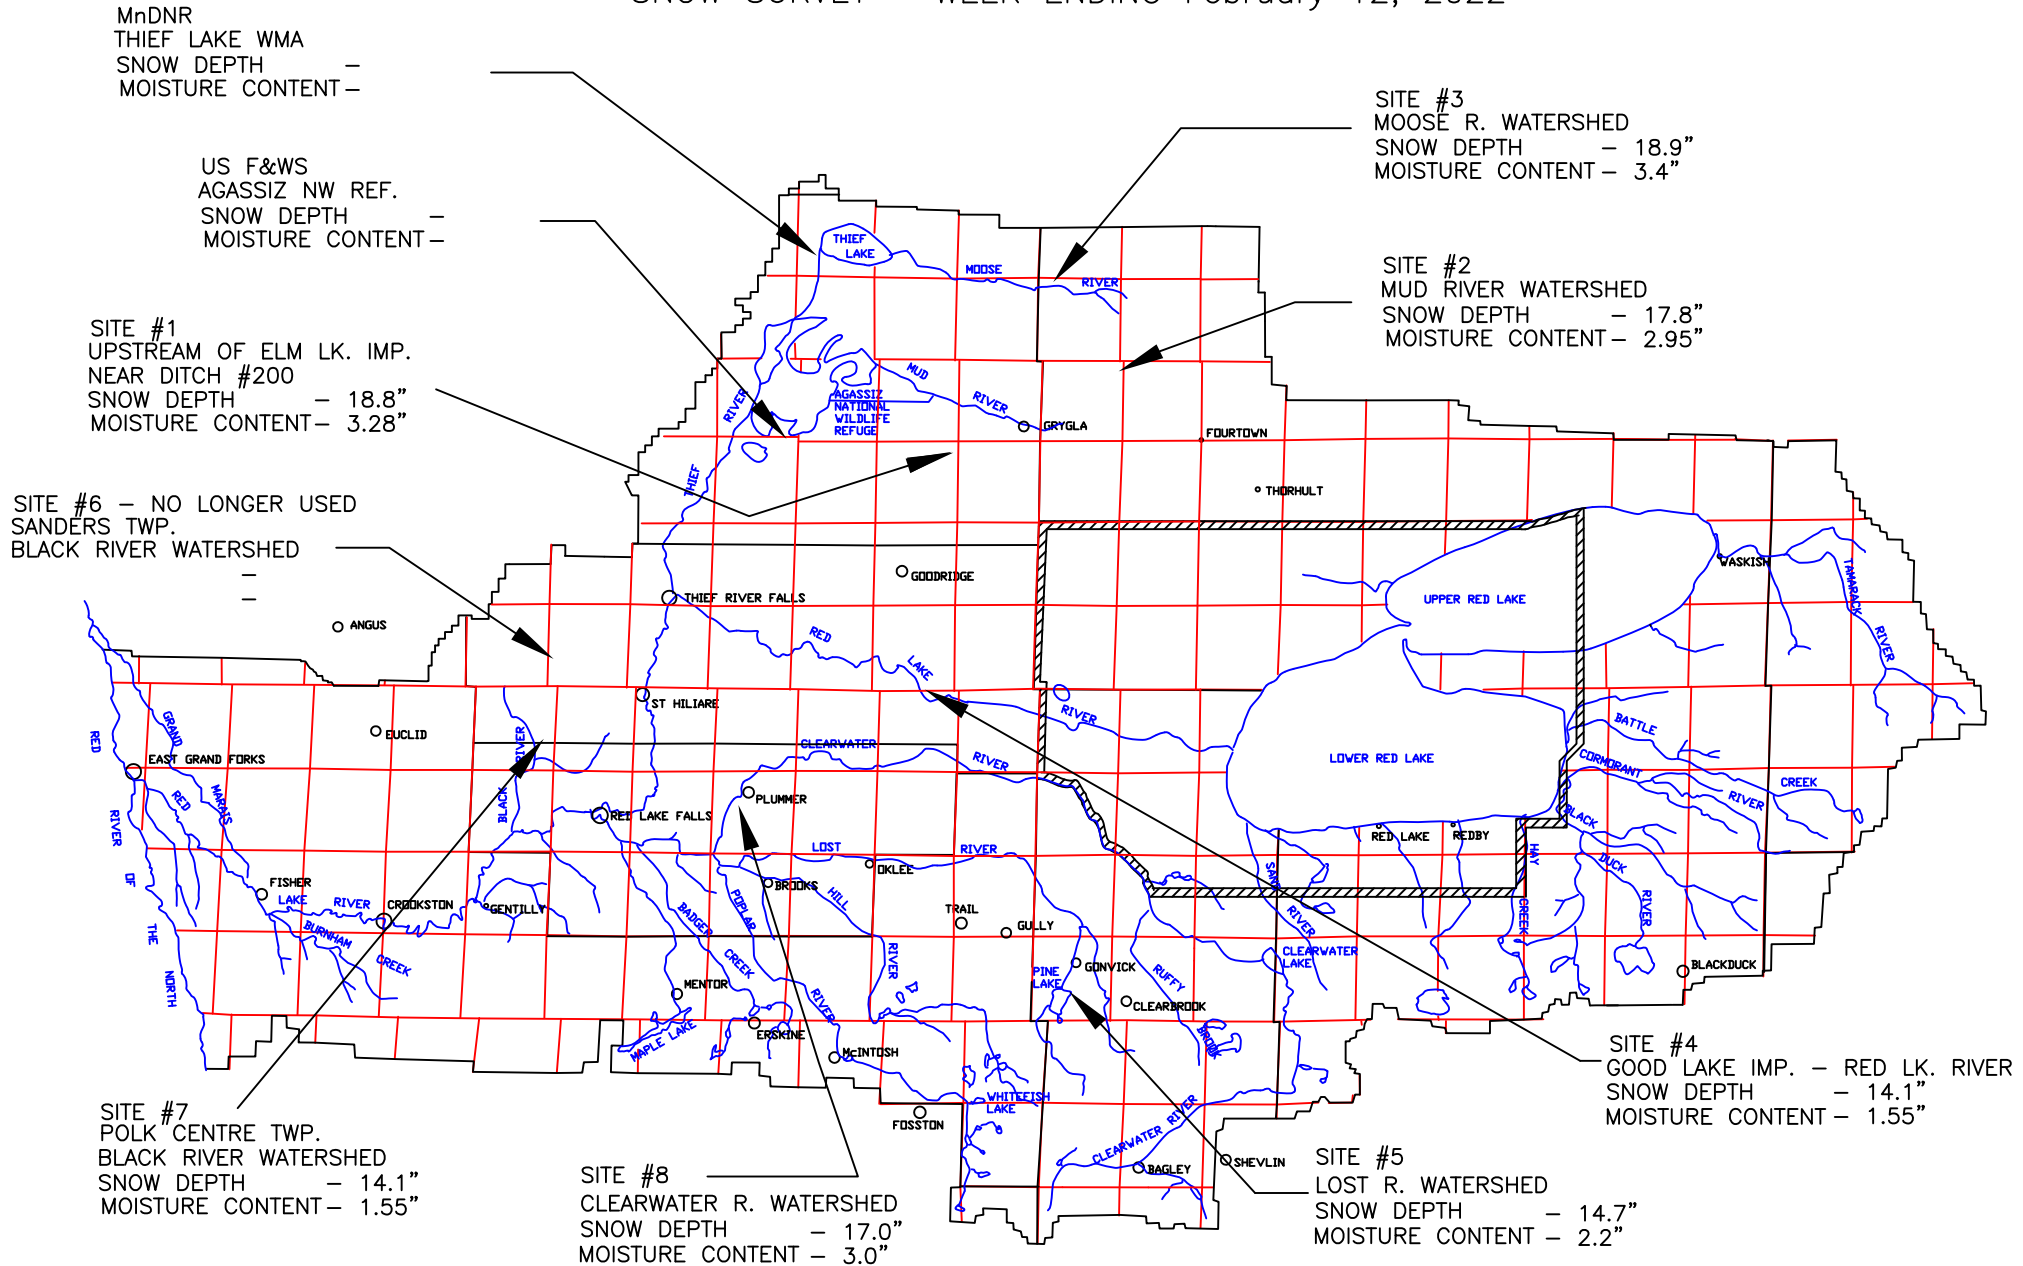 SNOW SURVEY - WEEK ENDING February 12, 2022
MnDNR
THIEF LAKE WMA
SNOW DEPTH –
MOISTURE CONTENT –
US F&WS
AGASSIZ NW REF.
SNOW DEPTH –
MOISTURE CONTENT –
SITE #1
UPSTREAM OF ELM LK. IMP.
NEAR DITCH #200
SNOW DEPTH – 18.8"
MOISTURE CONTENT – 3.28"
SITE #6 – NO LONGER USED
SANDERS TWP.
BLACK RIVER WATERSHED
–
–
SITE #3
MOOSE R. WATERSHED
SNOW DEPTH – 18.9"
MOISTURE CONTENT – 3.4"
SITE #2
MUD RIVER WATERSHED
SNOW DEPTH – 17.8"
MOISTURE CONTENT – 2.95"
THIEF
LAKE
MOOSE
RIVER
MUD
RIVER
AGASSIZ
NATIONAL
WILDLIFE
REFUGE
RIVER
THIEF
GRYGLA
FOURTOWN
THORHULT
GOODRIDGE
THIEF RIVER FALLS
ANGUS
RED
LAKE
RIVER
UPPER RED LAKE
WASKISH
TAMARACK
RIVER
ST HILIARE
EUCLID
EAST GRAND FORKS
RED
RIVER
OF
THE
NORTH
GRAND
MARAIS
RED
LAKE
RIVER
BLACK
RIVER
CLEARWATER
RIVER
LOWER RED LAKE
BATTLE
CREEK
CORMORANT
RIVER
BLACK
DUCK
RIVER
PLUMMER
RED LAKE FALLS
LOST
RIVER
OKLEE
BROOKS
HILL
RIVER
POPLAR
RIVER
BADGER
CREEK
RED LAKE
REDBY
HAY
CREEK
SAND
RIVER
FISHER
CROOKSTON
GENTILLY
BURNHAM
CREEK
TRAIL
GULLY
GONVICK
PINE
LAKE
RUFFY
BROOK
CLEARWATER
LAKE
CLEARBROOK
BLACKDUCK
MENTOR
MAPLE LAKE
ERSKINE
McINTOSH
WHITEFISH
LAKE
FOSSTON
CLEARWATER RIVER
BAGLEY
SHEVLIN
SITE #7
POLK CENTRE TWP.
BLACK RIVER WATERSHED
SNOW DEPTH – 14.1"
MOISTURE CONTENT – 1.55"
SITE #8
CLEARWATER R. WATERSHED
SNOW DEPTH – 17.0"
MOISTURE CONTENT – 3.0"
SITE #5
LOST R. WATERSHED
SNOW DEPTH – 14.7"
MOISTURE CONTENT – 2.2"
SITE #4
GOOD LAKE IMP. – RED LK. RIVER
SNOW DEPTH – 14.1"
MOISTURE CONTENT – 1.55"